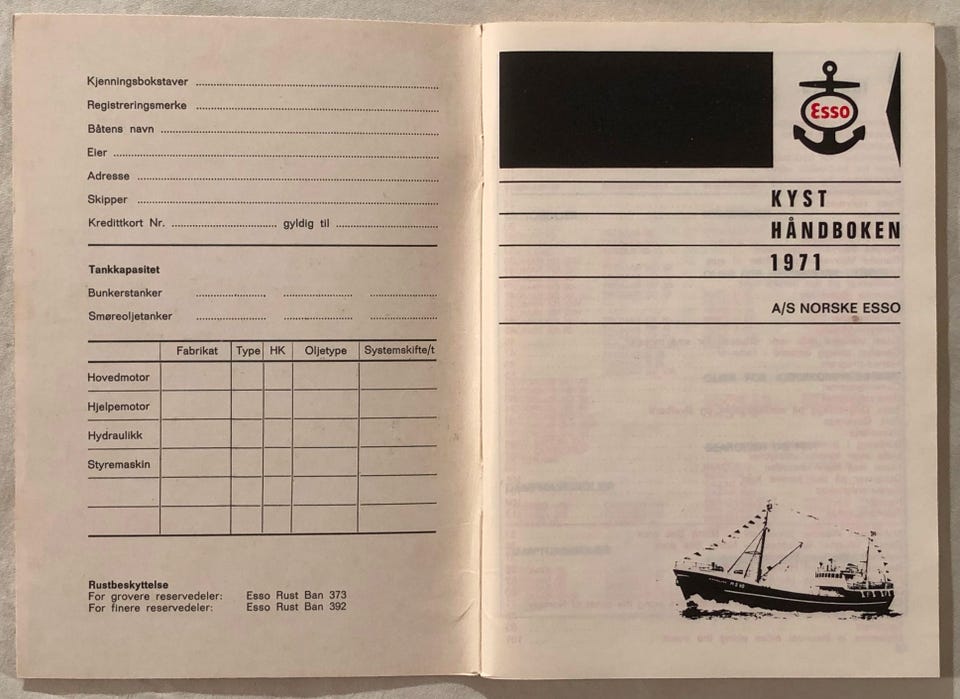 Kjenningsbokstaver
Registreringsmerke
Båtens navn
Eier
Adresse
Skipper
Kredittkort Nr. gyldig til
Tankkapasitet
Bunkerstanker
Smøreoljetanker
Fabrikat Type HK Oljetype Systemskifte/t
Hovedmotor
Hjelpemotor
Hydraulikk
Styremaskin
Rustbeskyttelse
For grovere reservedeler: Esso Rust Ban 373
For finere reservedeler: Esso Rust Ban 392
Esso
KYST
HÅNDBOKEN
1971
A/S NORSKE ESSO